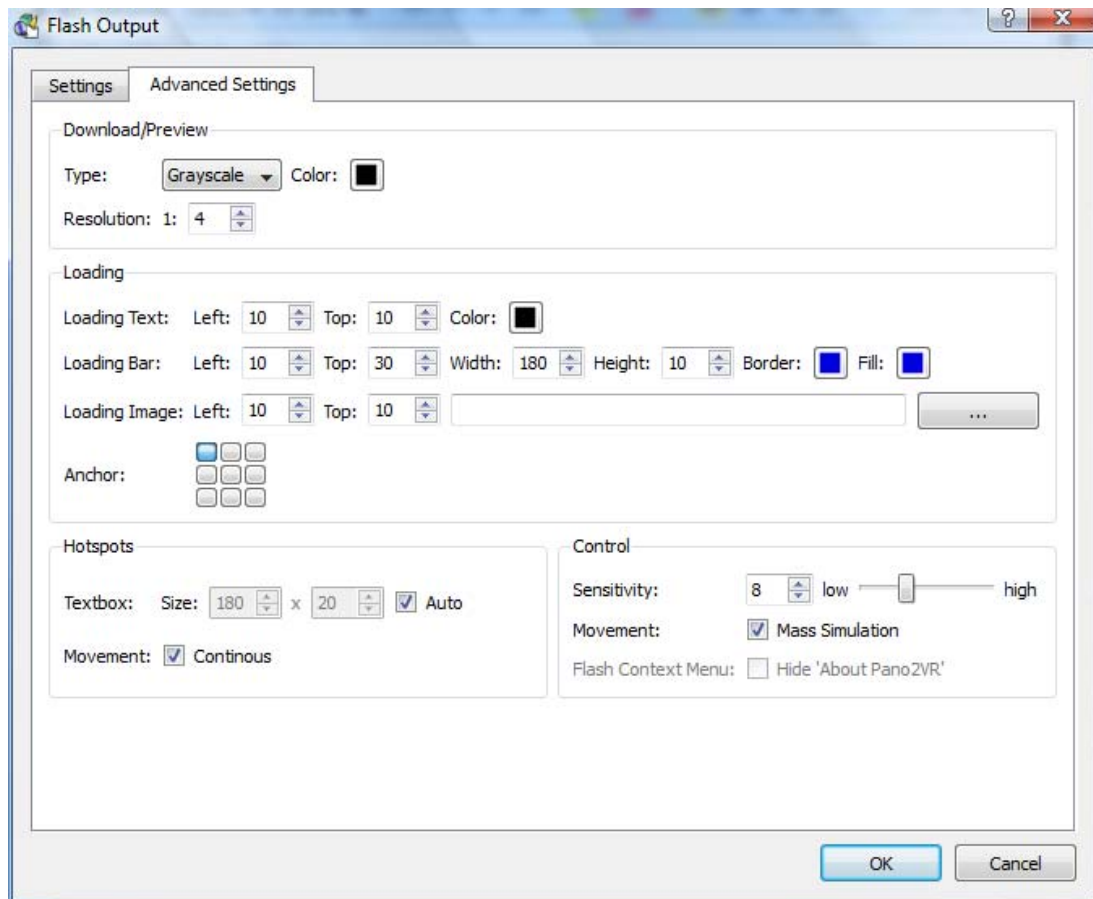 Flash Output
Settings Advanced Settings
Download/Preview
Type: Grayscale Color:
Resolution: 1: 4
Loading
Loading Text: Left: 10 Top: 10 Color:
Loading Bar: Left: 10 Top: 30 Width: 180 Height: 10 Border: Fill:
Loading Image: Left: 10 Top: 10 ...
Anchor:
Hotspots
Textbox: Size: 180 x 20 Auto
Movement: Continous
Control
Sensitivity: 8 low high
Movement: Mass Simulation
Flash Context Menu: Hide 'About Pano2VR'
OK Cancel